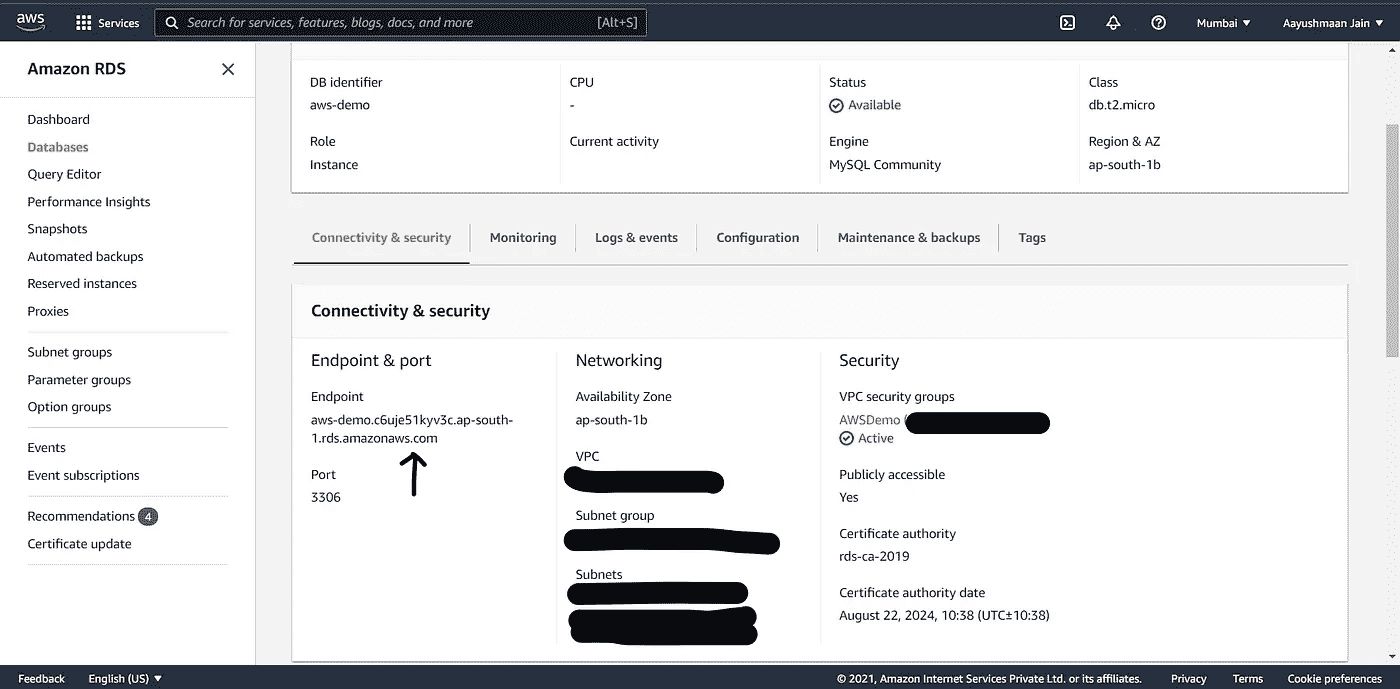 aws
Services
Search for services, features, blogs, docs, and more
[Alt+S]
Mumbai
Aayushmaan Jain
Amazon RDS
Dashboard
Databases
Query Editor
Performance Insights
Snapshots
Automated backups
Reserved instances
Proxies
Subnet groups
Parameter groups
Option groups
Events
Event subscriptions
Recommendations 4
Certificate update
DB identifier
aws-demo
CPU
-
Status
Available
Class
db.t2.micro
Role
Instance
Current activity
Engine
MySQL Community
Region & AZ
ap-south-1b
Connectivity & security
Monitoring
Logs & events
Configuration
Maintenance & backups
Tags
Connectivity & security
Endpoint & port
Endpoint
aws-demo.c6uje51kyv3c.ap-south-
1.rds.amazonaws.com
Port
3306
Networking
Availability Zone
ap-south-1b
VPC
Subnet group
Subnets
Security
VPC security groups
AWSDemo (
Active
Publicly accessible
Yes
Certificate authority
rds-ca-2019
Certificate authority date
August 22, 2024, 10:38 (UTC±10:38)
Feedback
English (US)
© 2021, Amazon Internet Services Private Ltd. or its affiliates.
Privacy
Terms
Cookie preferences